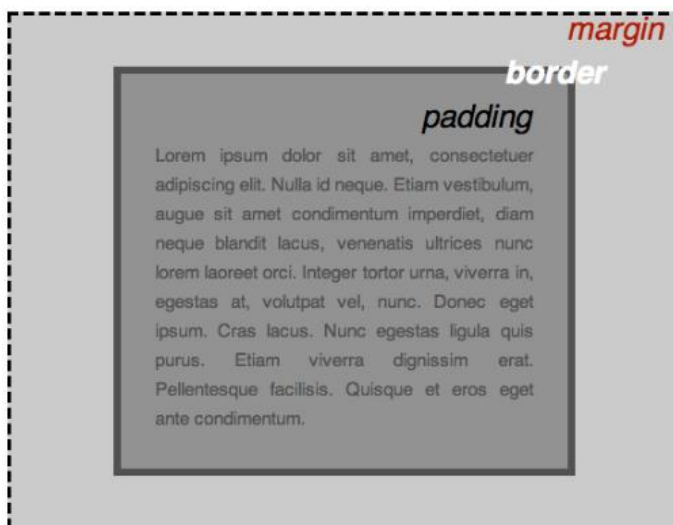 margin
border
padding
Lorem ipsum dolor sit amet, consectetuer
adipiscing elit. Nulla id neque. Etiam vestibulum,
augue sit amet condimentum imperdiet, diam
neque blandit lacus, venenatis ultrices nunc
lorem laoreet orci. Integer tortor urna, viverra in,
egestas at, volutpat vel, nunc. Donec eget
ipsum. Cras lacus. Nunc egestas ligula quis
purus. Etiam viverra dignissim erat.
Pellentesque facilisis. Quisque et eros eget
ante condimentum.